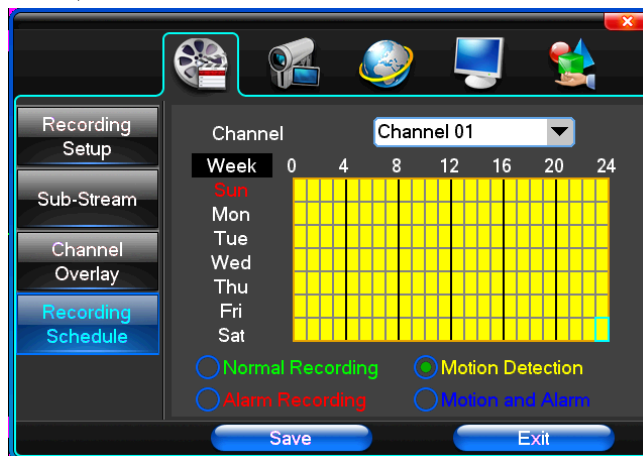 Recording
Setup
Sub-Stream
Channel
Overlay
Recording
Schedule
Channel Channel 01
Week 0 4 8 12 16 20 24
Sun
Mon
Tue
Wed
Thu
Fri
Sat
Normal Recording Motion Detection
Alarm Recording Motion and Alarm
Save Exit